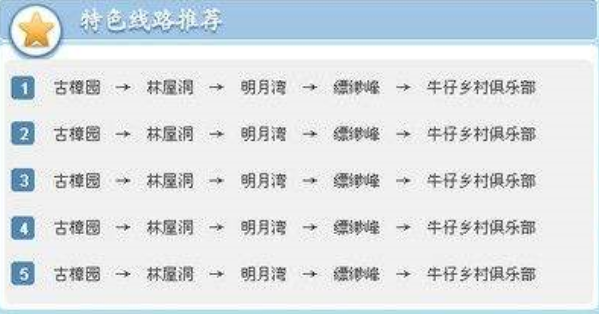 特色线路推荐
1 古樟园 → 林屋洞 → 明月湾 → 缥缈峰 → 牛仔乡村俱乐部
2 古樟园 → 林屋洞 → 明月湾 → 缥缈峰 → 牛仔乡村俱乐部
3 古樟园 → 林屋洞 → 明月湾 → 缥缈峰 → 牛仔乡村俱乐部
4 古樟园 → 林屋洞 → 明月湾 → 缥缈峰 → 牛仔乡村俱乐部
5 古樟园 → 林屋洞 → 明月湾 → 缥缈峰 → 牛仔乡村俱乐部